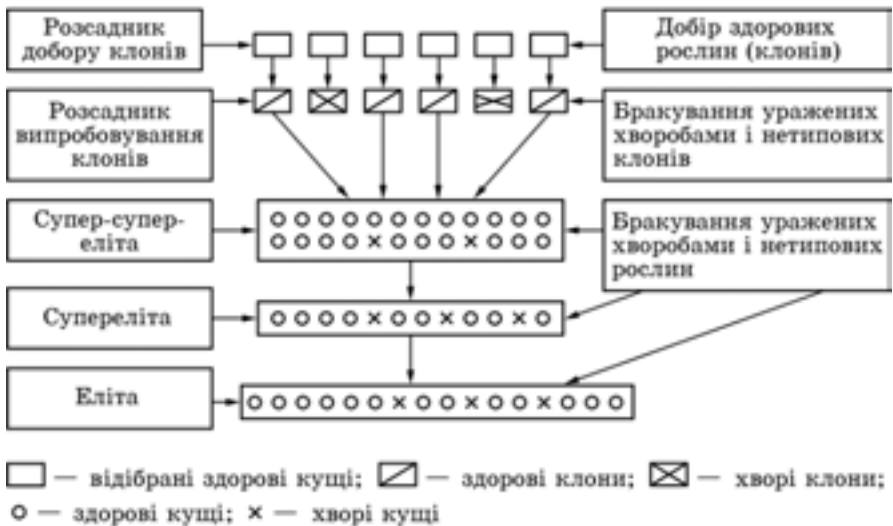 Розсадник
добору клонів
Добір здорових
рослин (клонів)
Розсадник
випробовування
клонів
Бракування уражених
хворобами і нетипових
клонів
Супер-супер-
еліта
Бракування уражених
хворобами і нетипових
рослин
Супереліта
Еліта
— відібрані здорові кущі; — здорові клони; — хворі клони;
— здорові кущі; × — хворі кущі